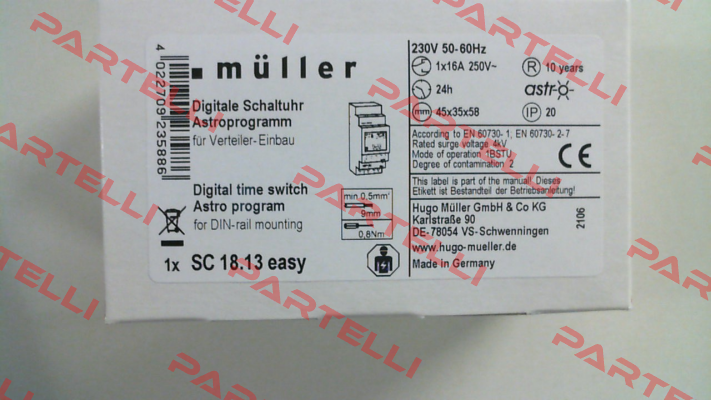 müller
Digitale Schaltuhr
Astroprogramm
für Verteiler-Einbau
Digital time switch
Astro program
for DIN-rail mounting
1x SC 18.13 easy
4 022709 235886
min.0,5mm²
9mm
0,8Nm
230V 50-60Hz
1x16A 250V~
R 10 years
24h
astro
mm 45x35x58
IP 20
According to EN 60730- 1; EN 60730- 2-7
Rated surge voltage 4kV
Mode of operation 1BSTU
Degree of contamination 2
CE
This label is part of the manual! Dieses
Etikett ist Bestandteil der Betriebsanleitung!
Hugo Müller GmbH & Co KG
Karlstraße 90
DE-78054 VS-Schwenningen
www.hugo-mueller.de
Made in Germany
2106
PARTELLI
PARTELLI
PARTELLI
PARTELLI
PARTELLI
PARTELLI